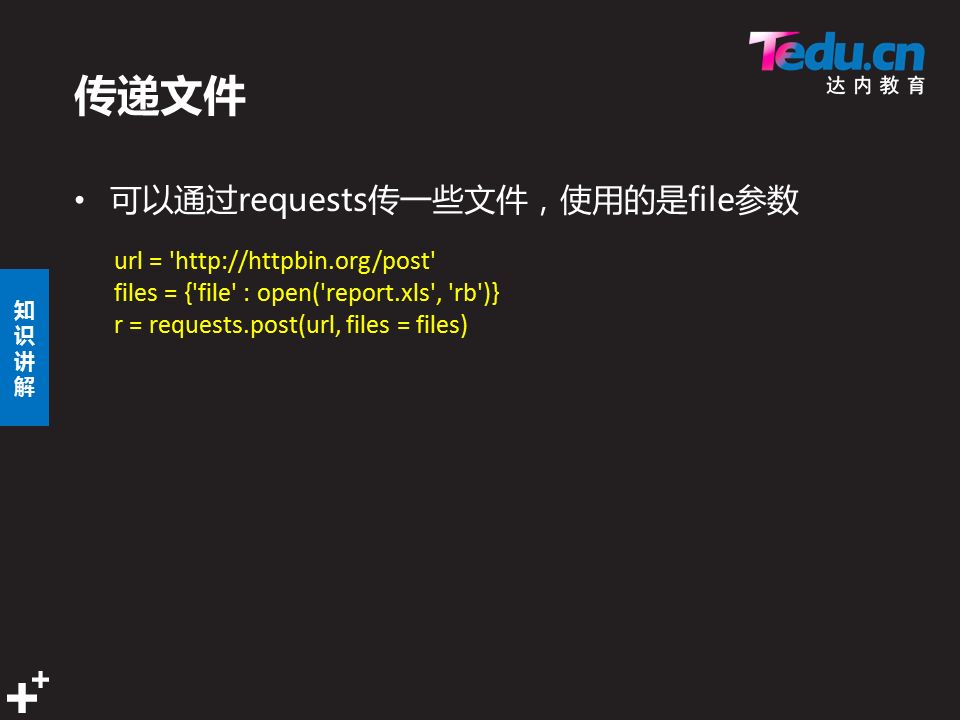 Tedu.cn
达内教育
传递文件
• 可以通过requests传一些文件，使用的是file参数
url = 'http://httpbin.org/post'
files = {'file' : open('report.xls', 'rb')}
r = requests.post(url, files = files)
知
识
讲
解